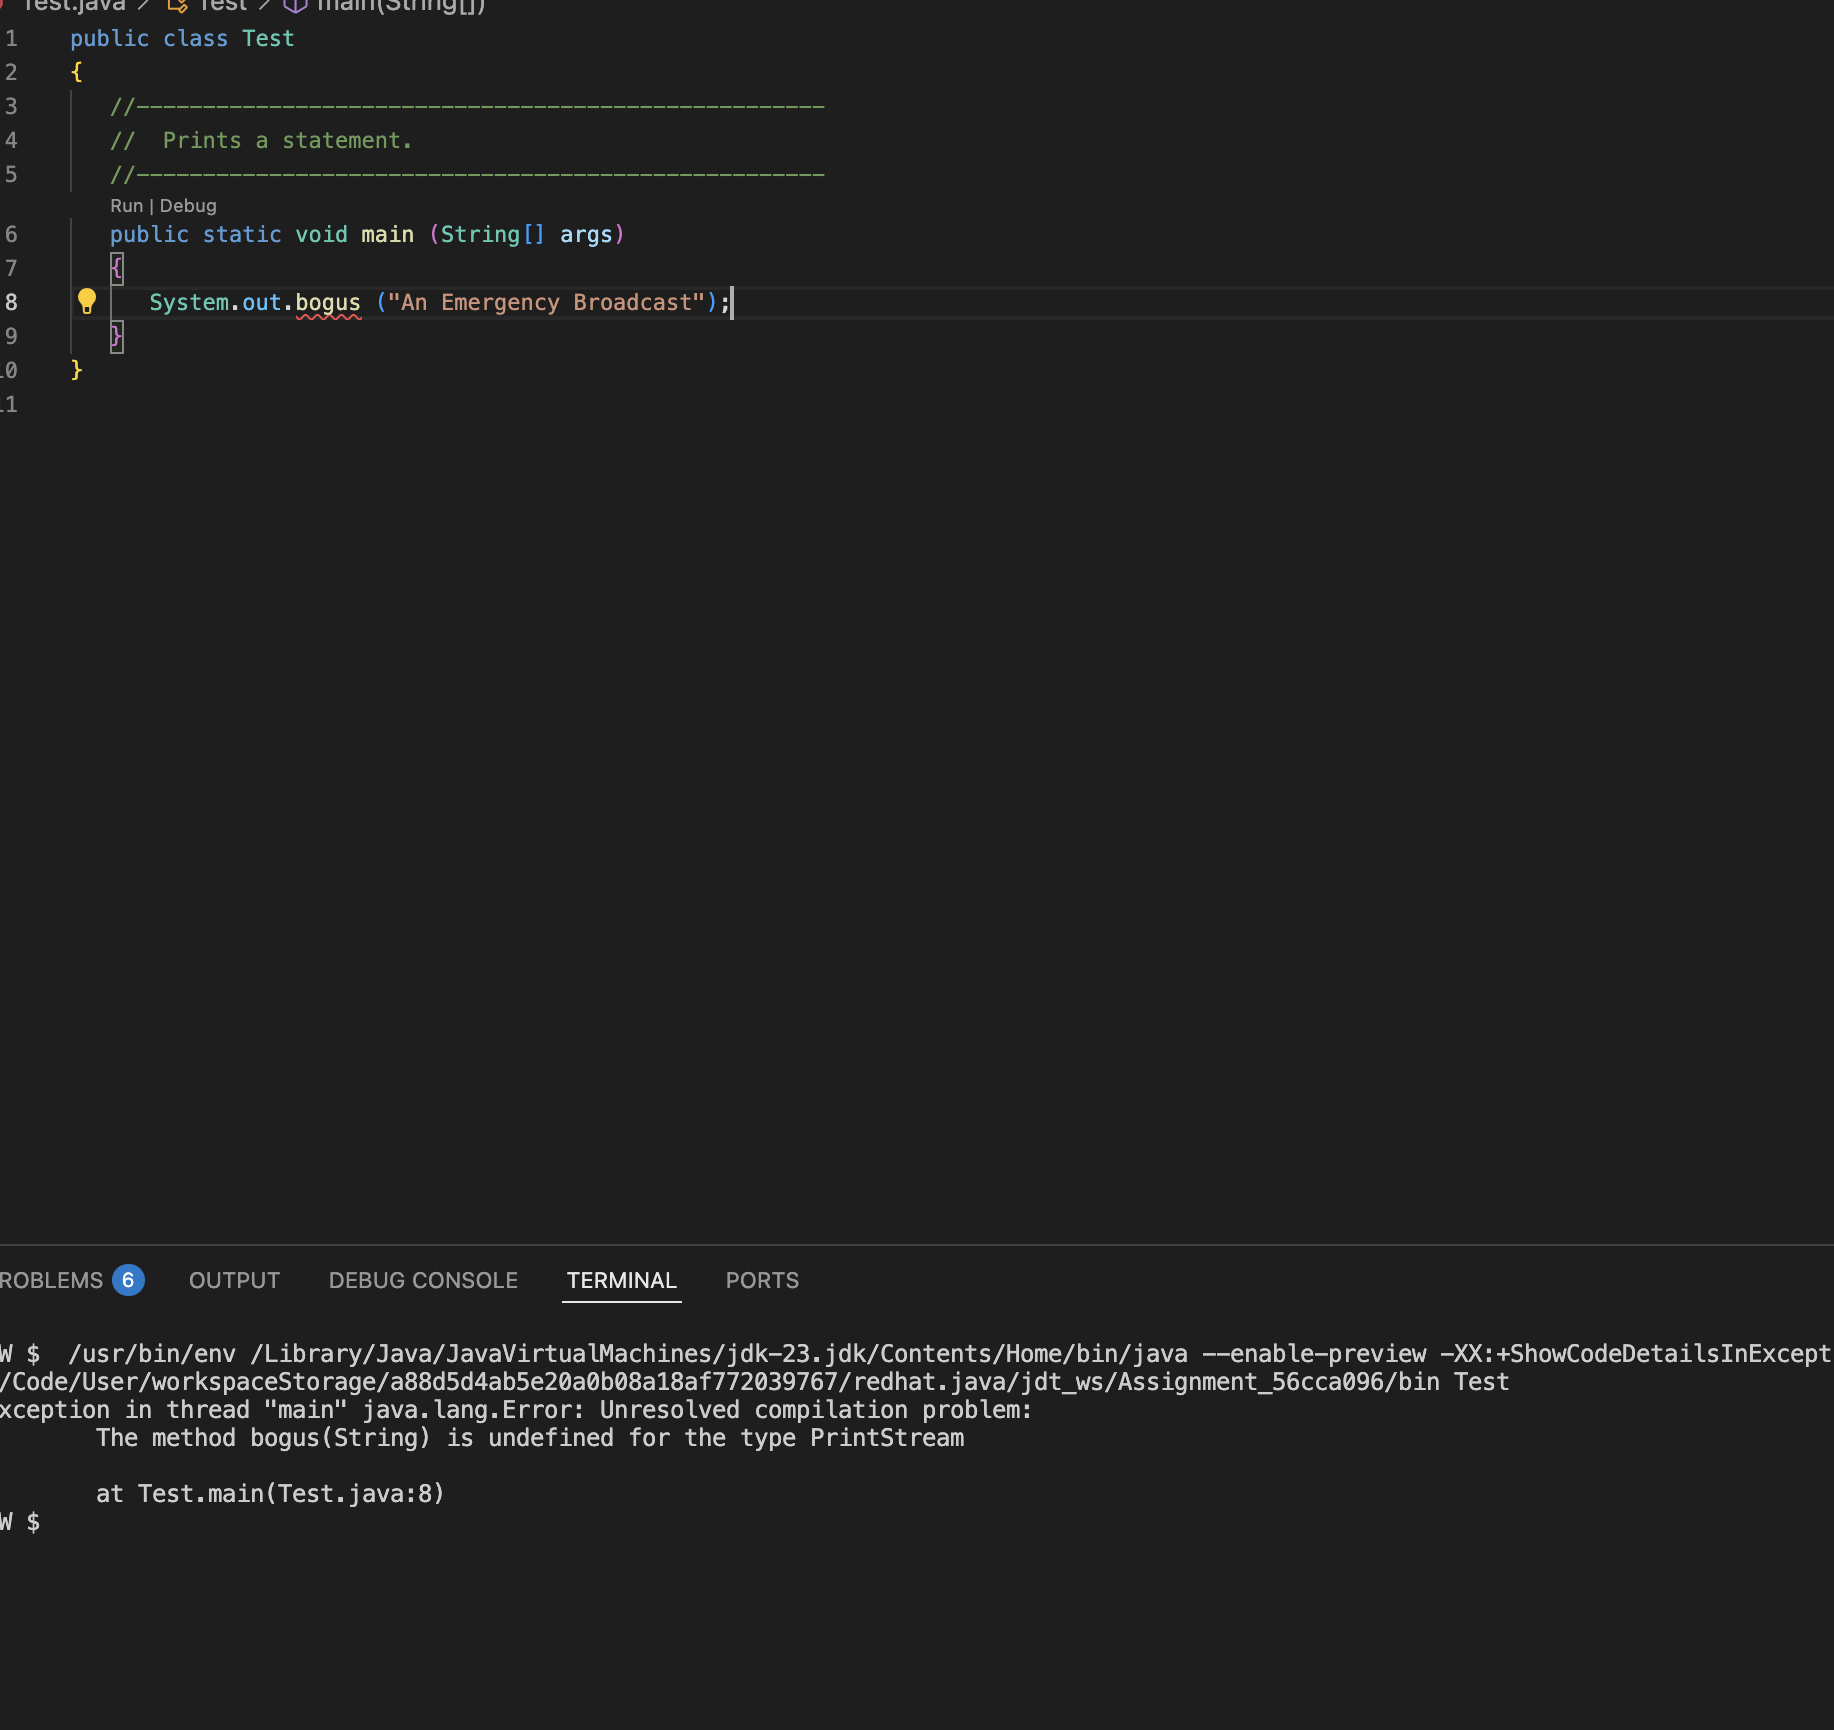 Test.java > Test > main(String[])
1 public class Test
2 {
3 //----------------------------------------------------
4 //  Prints a statement.
5 //----------------------------------------------------
Run | Debug
6 public static void main (String[] args)
7 {
8 System.out.bogus ("An Emergency Broadcast");
9 }
10 }
11
ROBLEMS 6 OUTPUT DEBUG CONSOLE TERMINAL PORTS
W $  /usr/bin/env /Library/Java/JavaVirtualMachines/jdk-23.jdk/Contents/Home/bin/java --enable-preview -XX:+ShowCodeDetailsInExcept
/Code/User/workspaceStorage/a88d5d4ab5e20a0b08a18af772039767/redhat.java/jdt_ws/Assignment_56cca096/bin Test
xception in thread "main" java.lang.Error: Unresolved compilation problem:
The method bogus(String) is undefined for the type PrintStream
at Test.main(Test.java:8)
W $